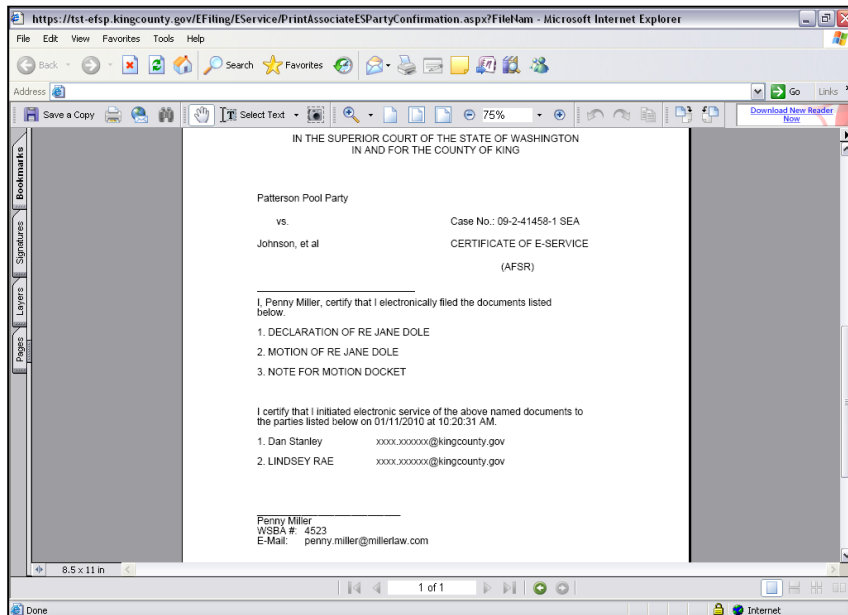 https://tst-efsp.kingcounty.gov/EFiling/EService/PrintAssociateESPartyConfirmation.aspx?FileNam - Microsoft Internet Explorer
File Edit View Favorites Tools Help
Back Search Favorites
Address Go Links
Save a Copy Select Text 75% Download New Reader Now
Bookmarks
Signatures
Layers
Pages
IN THE SUPERIOR COURT OF THE STATE OF WASHINGTON
IN AND FOR THE COUNTY OF KING
Patterson Pool Party
vs. Case No.: 09-2-41458-1 SEA
Johnson, et al CERTIFICATE OF E-SERVICE
(AFSR)
I, Penny Miller, certify that I electronically filed the documents listed
below.
1. DECLARATION OF RE JANE DOLE
2. MOTION OF RE JANE DOLE
3. NOTE FOR MOTION DOCKET
I certify that I initiated electronic service of the above named documents to
the parties listed below on 01/11/2010 at 10:20:31 AM.
1. Dan Stanley xxxx.xxxxxx@kingcounty.gov
2. LINDSEY RAE xxxx.xxxxxx@kingcounty.gov
Penny Miller
WSBA #: 4523
E-Mail: penny.miller@millerlaw.com
8.5 x 11 in
1 of 1
Done Internet